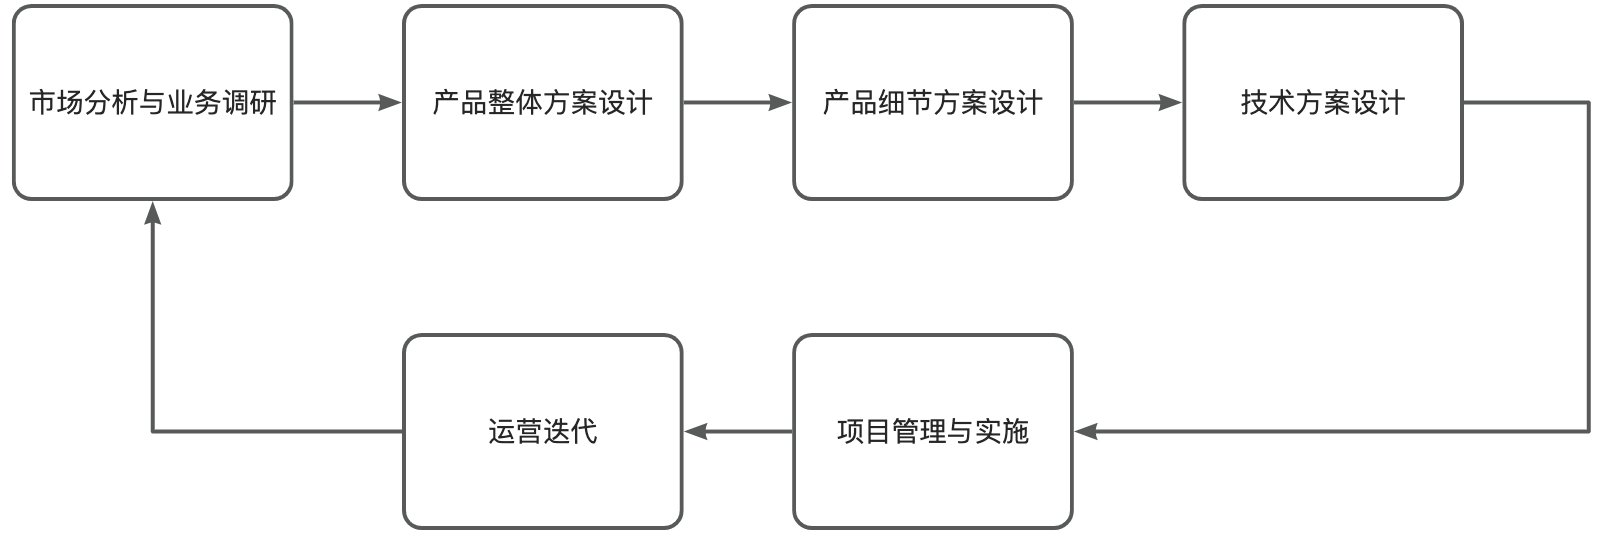 市场分析与业务调研
产品整体方案设计
产品细节方案设计
技术方案设计
项目管理与实施
运营迭代